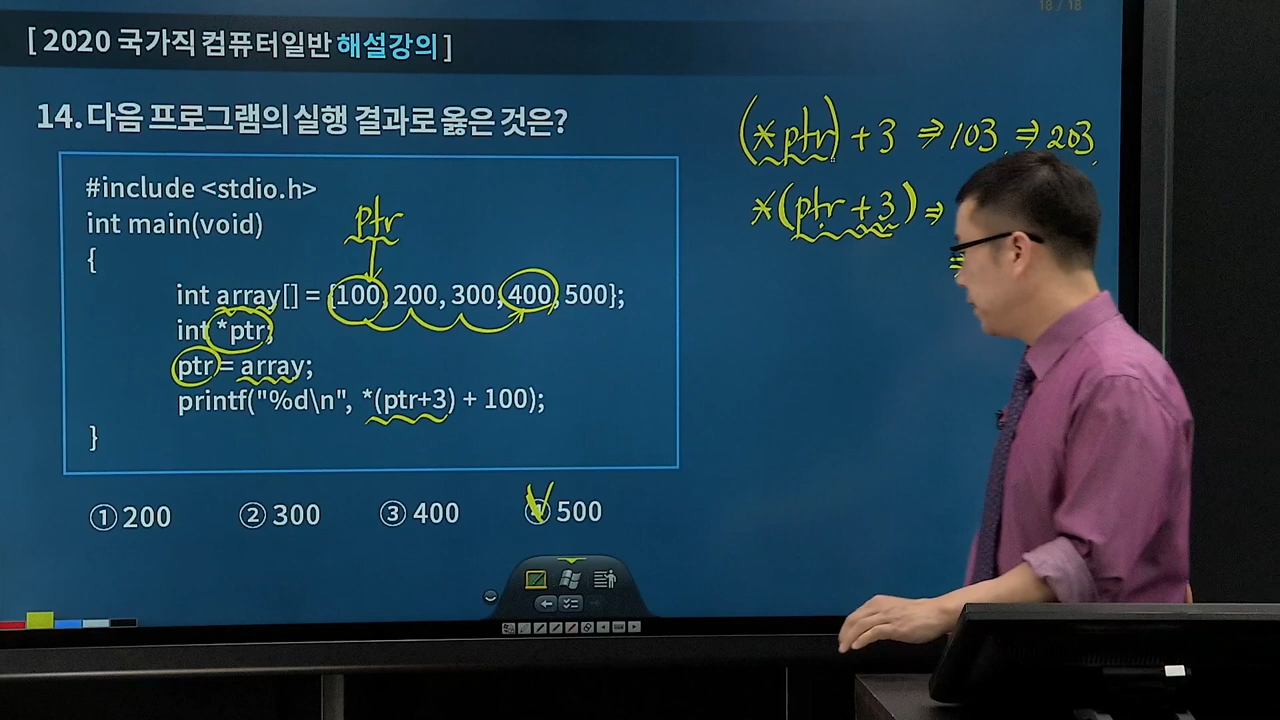 18 / 18
[ 2020 국가직 컴퓨터일반 해설강의 ]
14. 다음 프로그램의 실행 결과로 옳은 것은?
(*ptr) + 3 ⇒ 103 ⇒ 203
*(ptr + 3) ⇒
#include <stdio.h>
int main(void)
ptr
{
int array[] = {100, 200, 300, 400, 500};
int *ptr;
ptr = array;
printf("%d\n", *(ptr+3) + 100);
}
① 200 ② 300 ③ 400 ④ 500